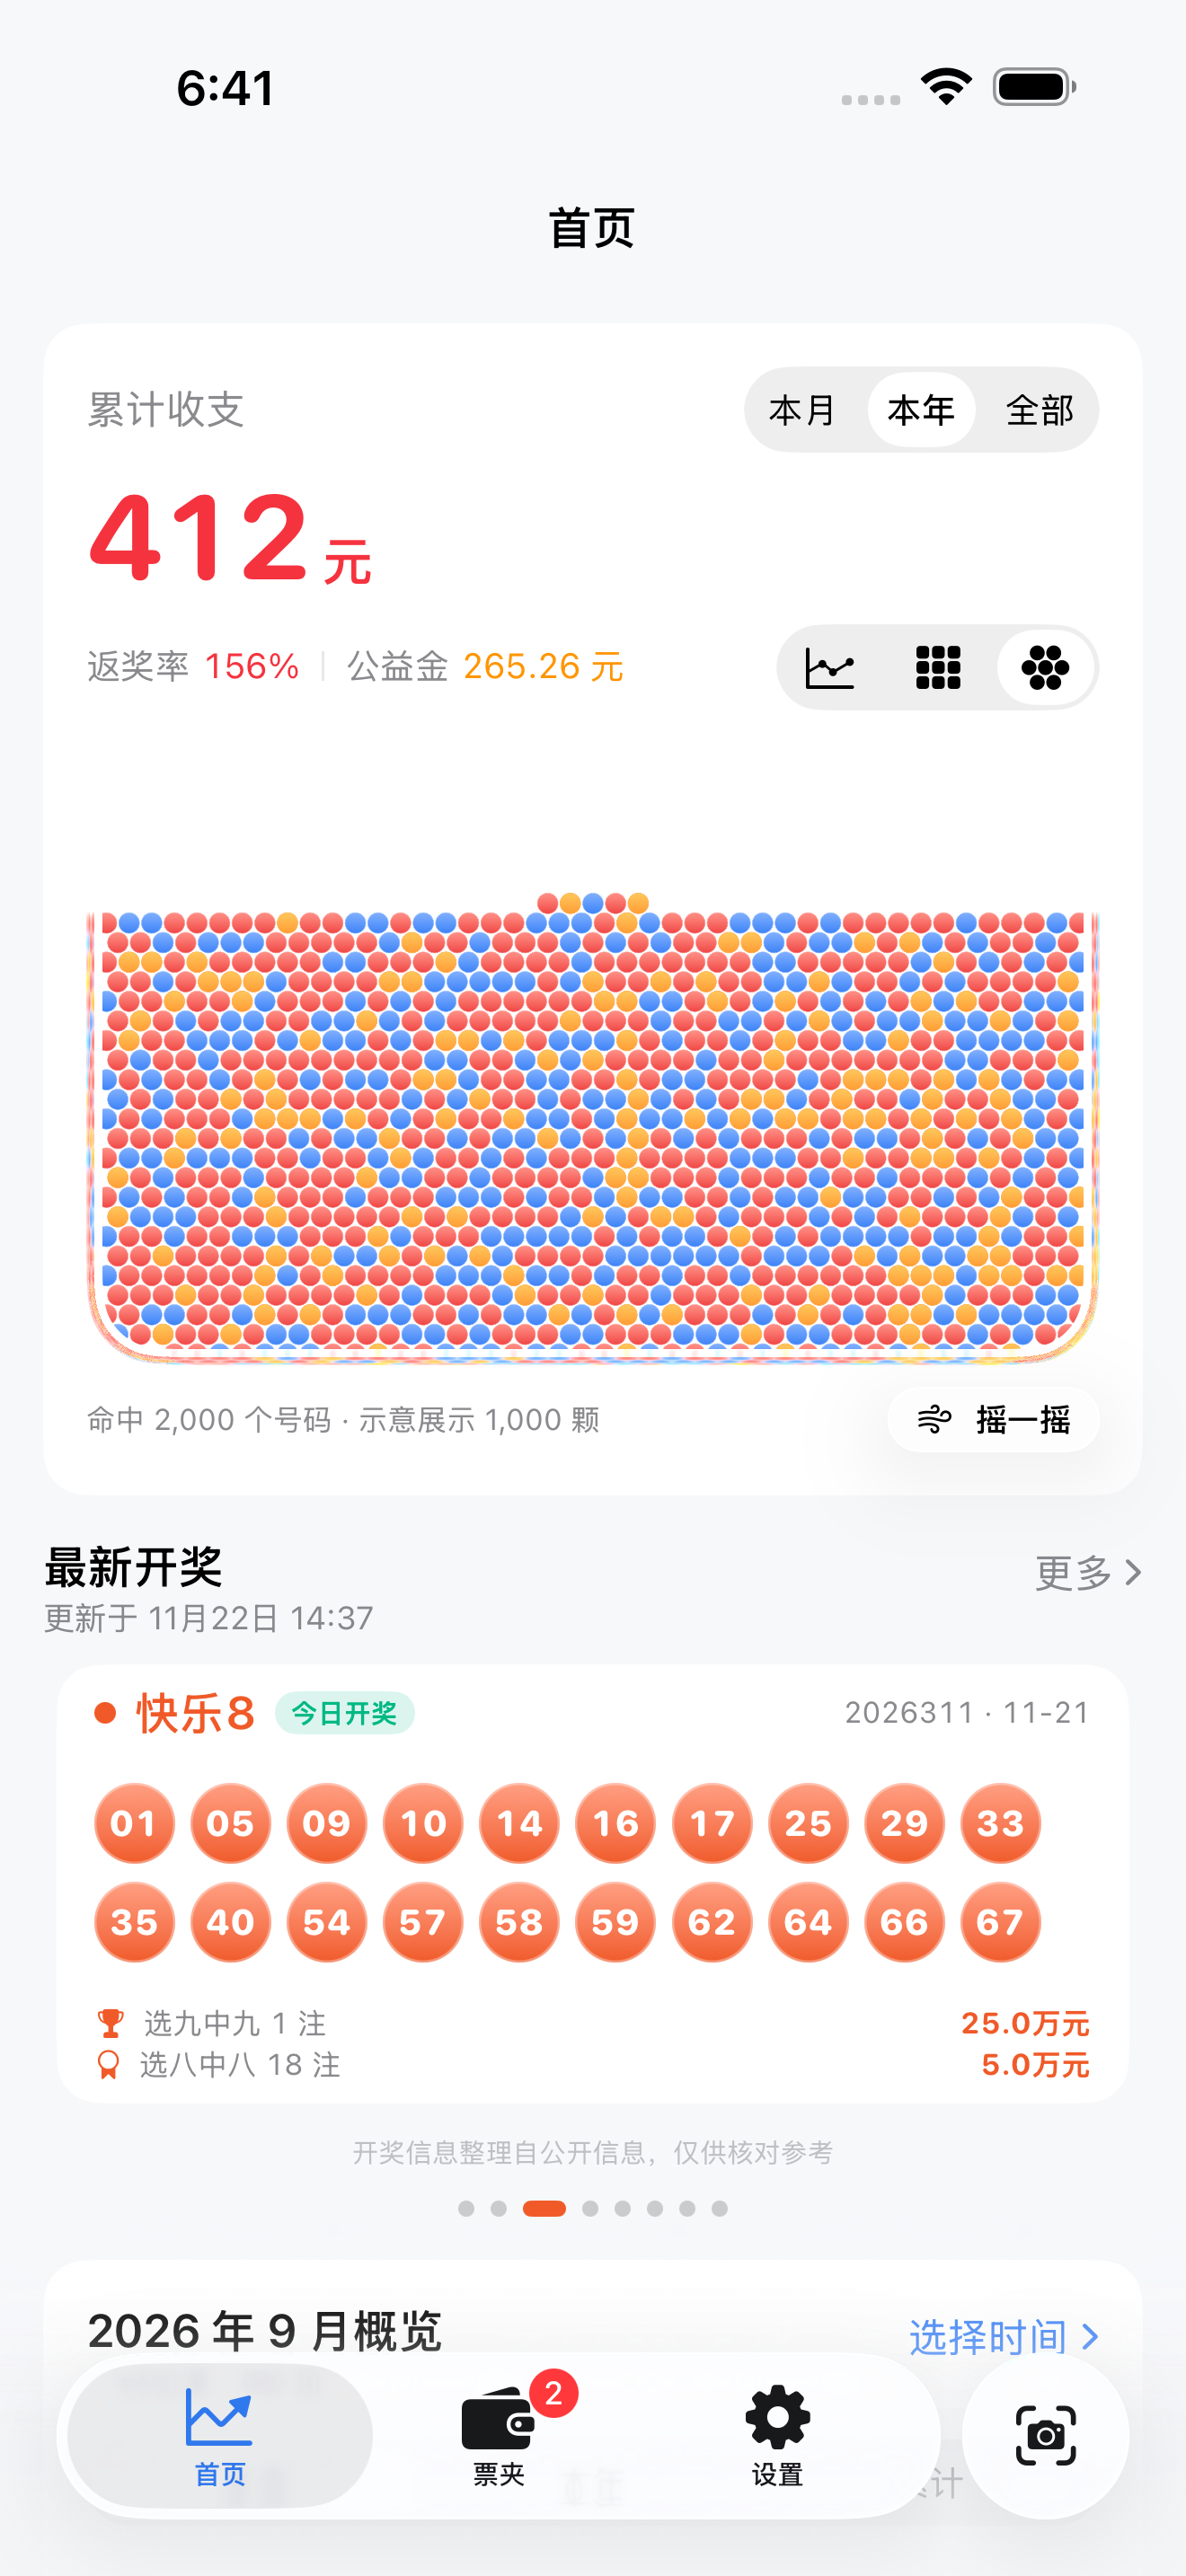 6:41
首页
累计收支
本月 本年 全部
412 元
返奖率 156% 公益金 265.26 元
命中 2,000 个号码 · 示意展示 1,000 颗
摇一摇
最新开奖
更多
更新于 11月22日 14:37
快乐8 今日开奖 2026311 · 11-21
01 05 09 10 14 16 17 25 29 33
35 40 54 57 58 59 62 64 66 67
选九中九 1 注 25.0万元
选八中八 18 注 5.0万元
开奖信息整理自公开信息，仅供核对参考
2026 年 9 月概览 选择时间
2
首页 票夹 设置
计